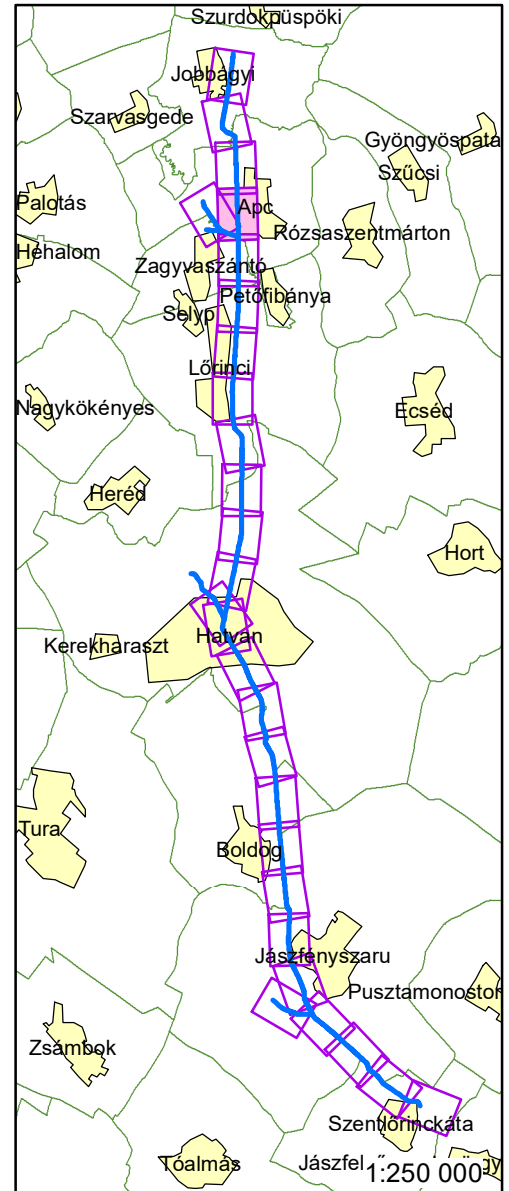 Szurdokpüspöki
Jobbágyi
Szarvasgede
Gyöngyöspata
Szűcsi
Palotás
Apc
Rózsaszentmárton
Héhalom
Zagyvaszántó
Petőfibánya
Selyp
Lőrinci
Nagykökényes
Ecséd
Heréd
Hort
Hatvan
Kerekharaszt
Tura
Boldog
Jászfényszaru
Pusztamonostor
Zsámbok
Szentlőrinckáta
Tóalmás
1:250 000